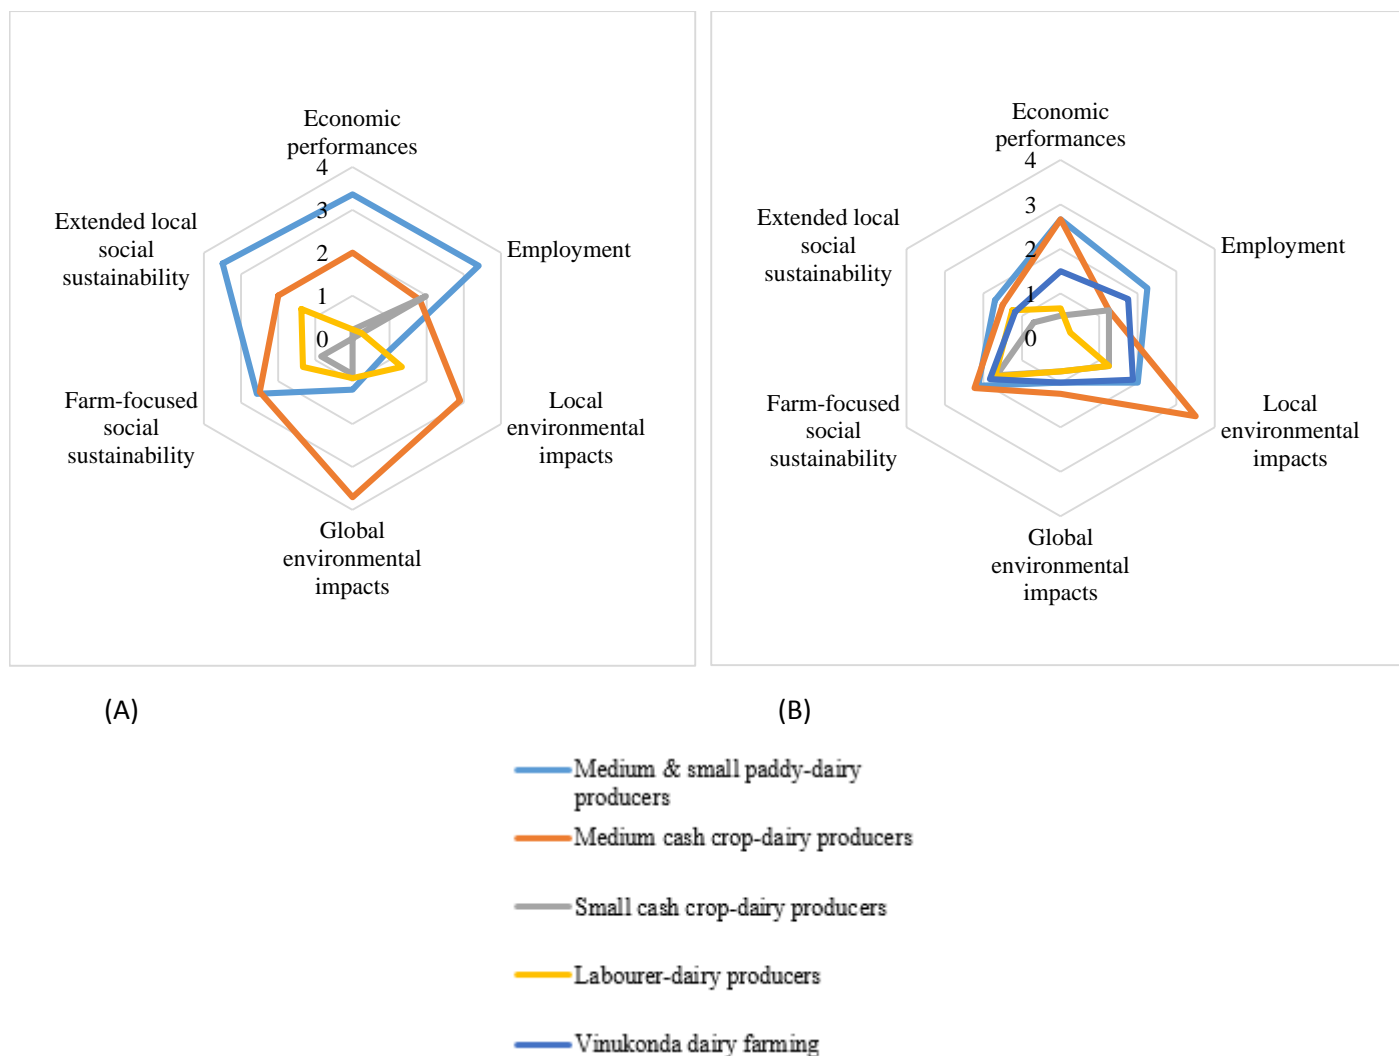 Economic
performances
4
3
2
1
0
Employment
Local
environmental
impacts
Global
environmental
impacts
Farm-focused
social
sustainability
Extended local
social
sustainability
Economic
performances
4
3
2
1
0
Employment
Local
environmental
impacts
Global
environmental
impacts
Farm-focused
social
sustainability
Extended local
social
sustainability
(A)
(B)
Medium & small paddy-dairy
producers
Medium cash crop-dairy producers
Small cash crop-dairy producers
Labourer-dairy producers
Vinukonda dairy farming